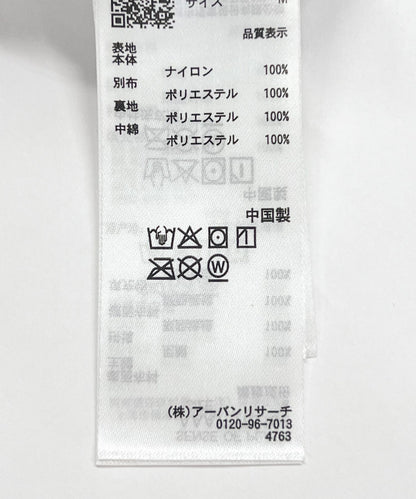 サイズ M
品質表示
表地
本体 ナイロン 100%
別布 ポリエステル 100%
裏地 ポリエステル 100%
中綿 ポリエステル 100%
中国製
W
(株)アーバンリサーチ
0120-96-7013
4763